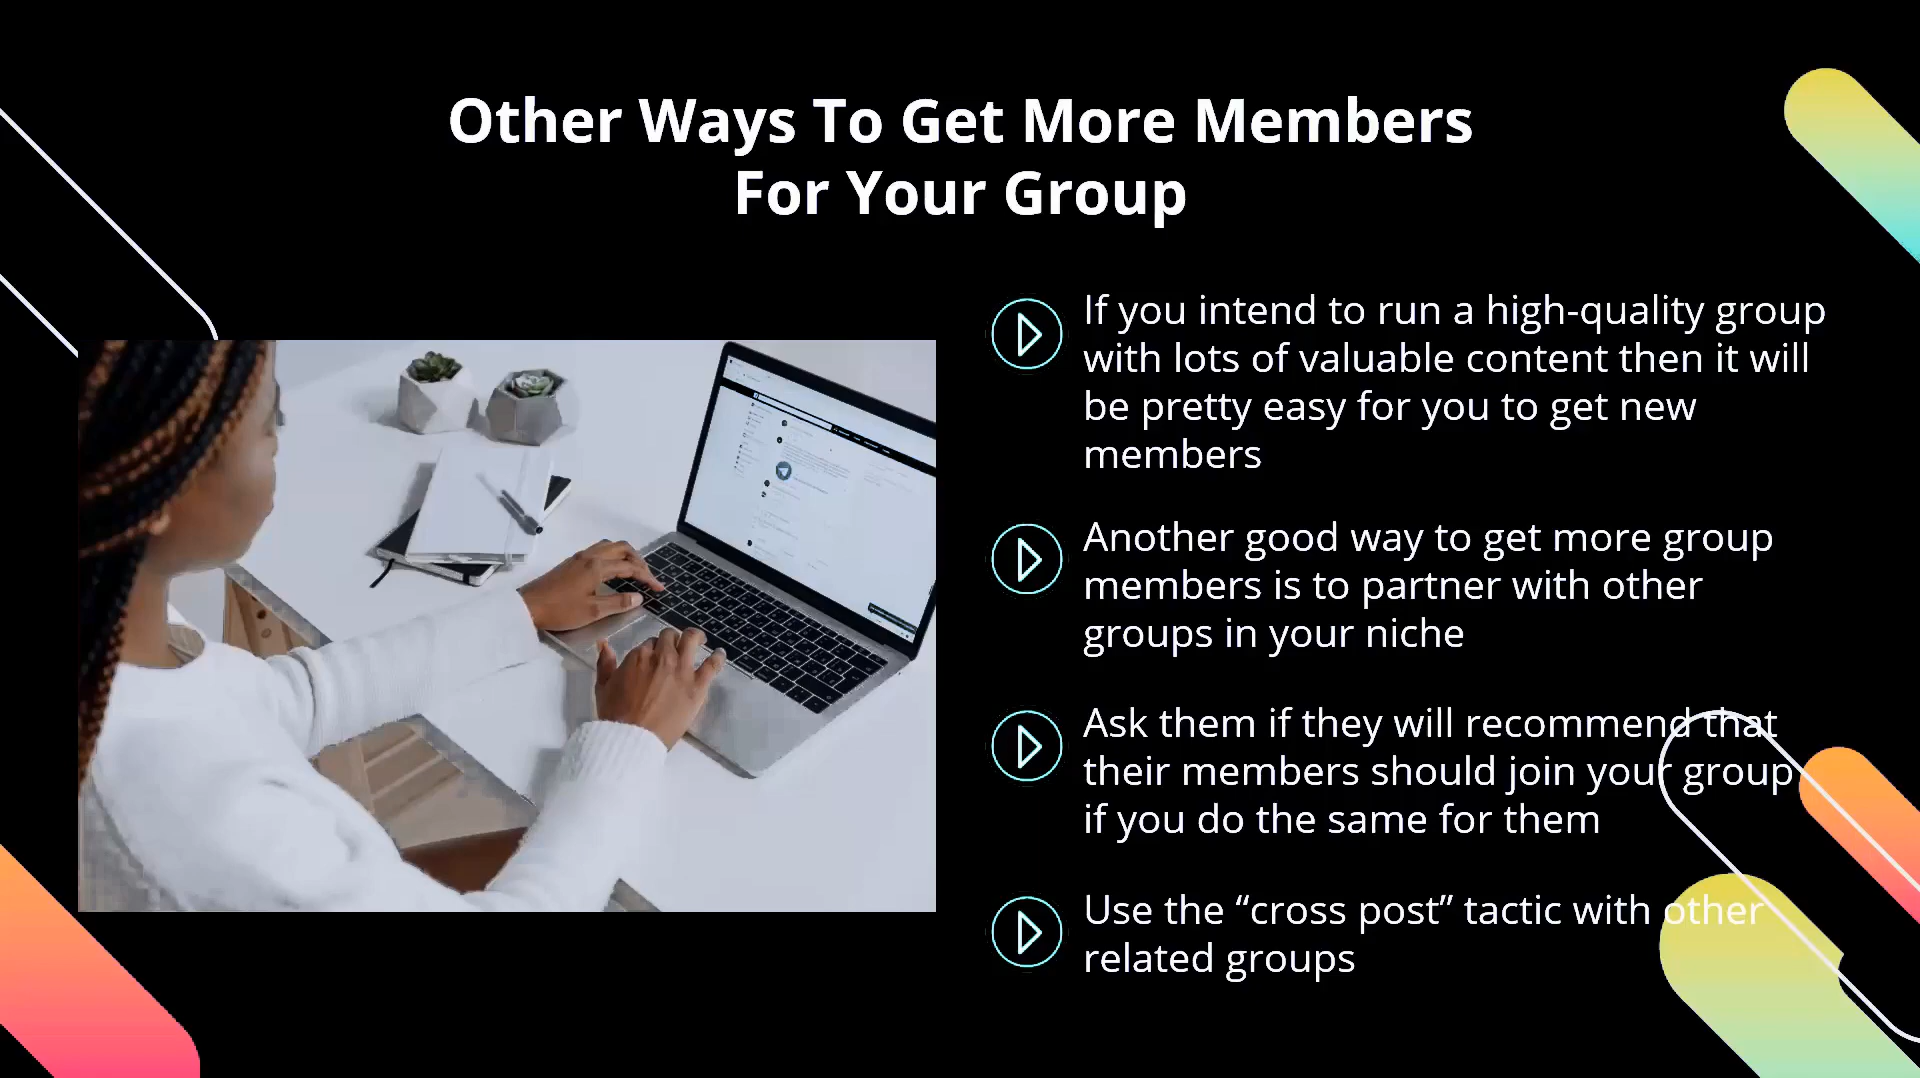 Other Ways To Get More Members
For Your Group
If you intend to run a high-quality group
with lots of valuable content then it will
be pretty easy for you to get new
members
Another good way to get more group
members is to partner with other
groups in your niche
Ask them if they will recommend that
their members should join your group
if you do the same for them
Use the “cross post” tactic with other
related groups